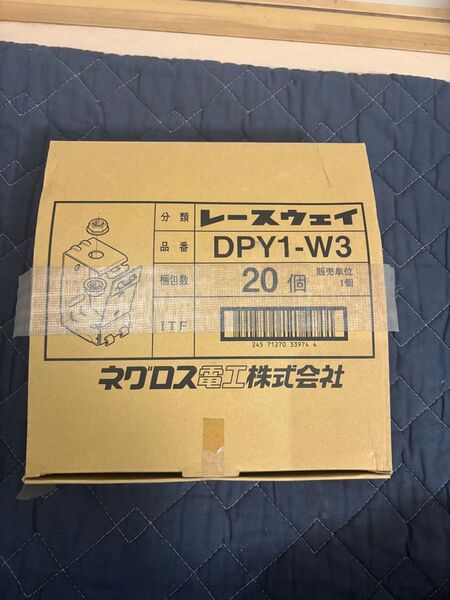 分類 レースウェイ
品番 DPY1-W3
梱包数 20個 販売単位:1個
ITF
245 71270 33974 4
ネグロス電工株式会社